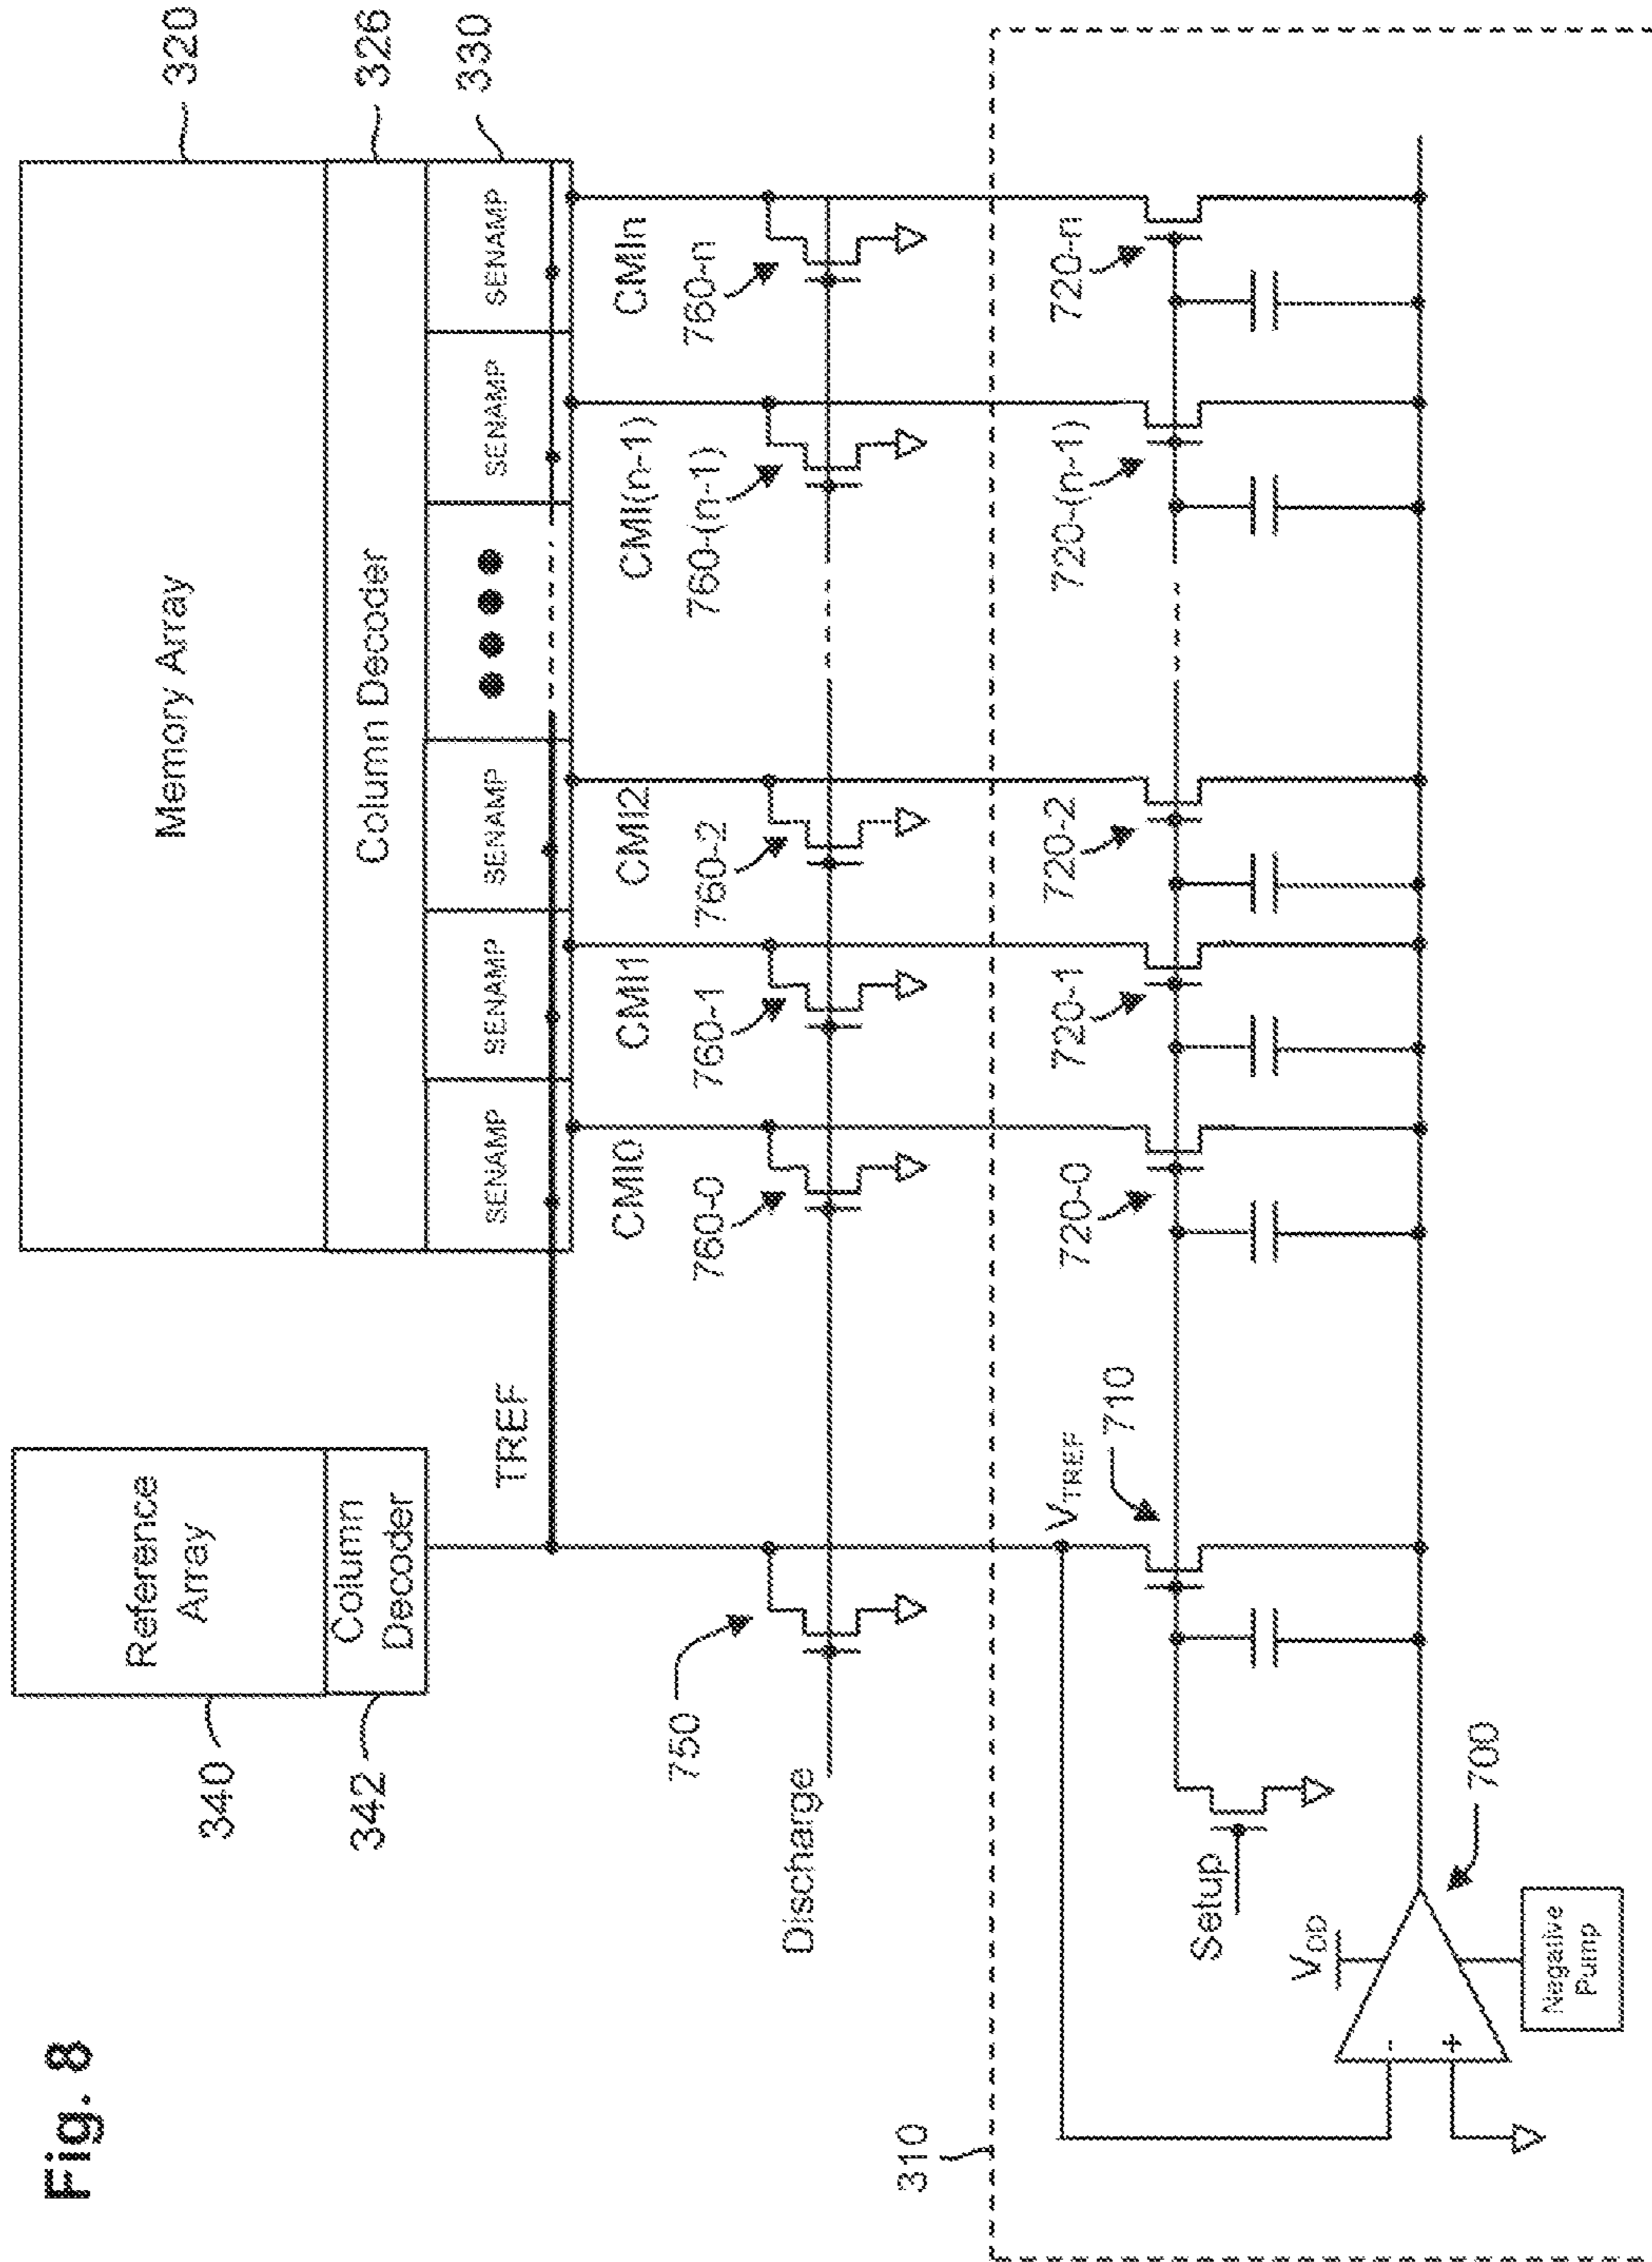 Fig. 8
340
Reference
Array
342
Column
Decoder
Memory Array
320
Column Decoder
326
SENAMP
SENAMP
SENAMP
SENAMP
SENAMP
330
TREF
CMI0
CMI1
CMI2
CMI(n-1)
CMIn
750
760-0
760-1
760-2
760-(n-1)
760-n
Discharge
310
VTREF
710
720-0
720-1
720-2
720-(n-1)
720-n
Setup
VDD
-
+
700
Negative
Pump